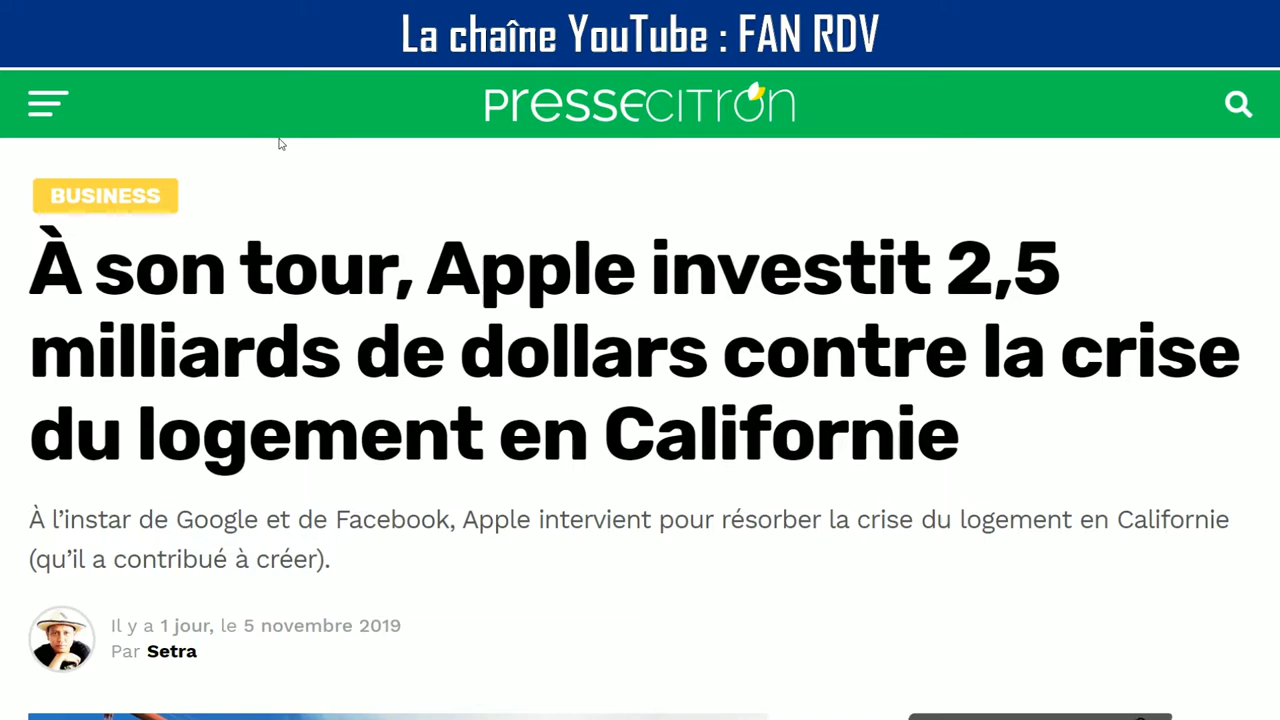 La chaîne YouTube : FAN RDV
PRESSECITRON
BUSINESS
À son tour, Apple investit 2,5
milliards de dollars contre la crise
du logement en Californie
À l’instar de Google et de Facebook, Apple intervient pour résorber la crise du logement en Californie
(qu’il a contribué à créer).
Il y a 1 jour, le 5 novembre 2019
Par Setra